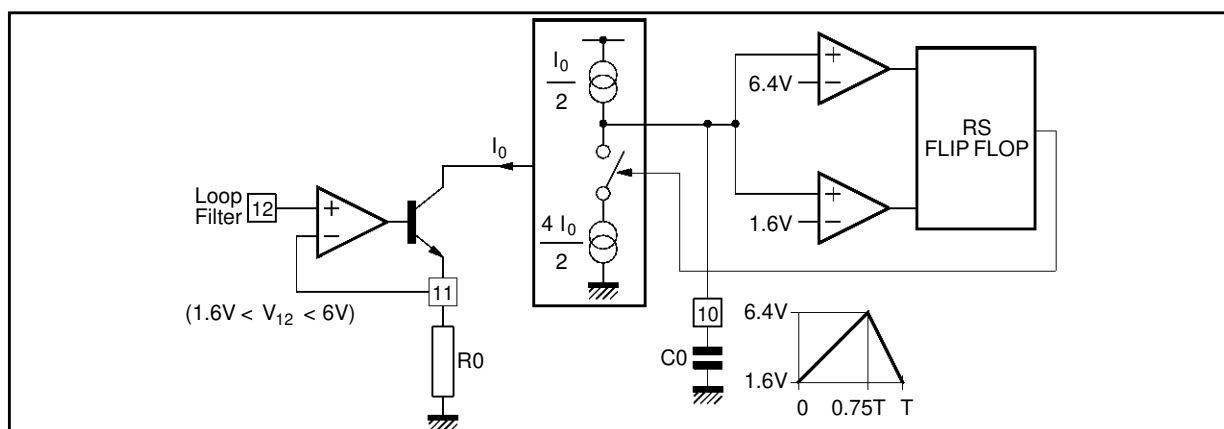 I0
2
6.4V
RS
FLIP FLOP
I0
Loop
Filter
12
4 I0
2
1.6V
11
(1.6V < V12 < 6V)
R0
10
C0
6.4V
1.6V
0
0.75T
T
+
−
+
−
+
−